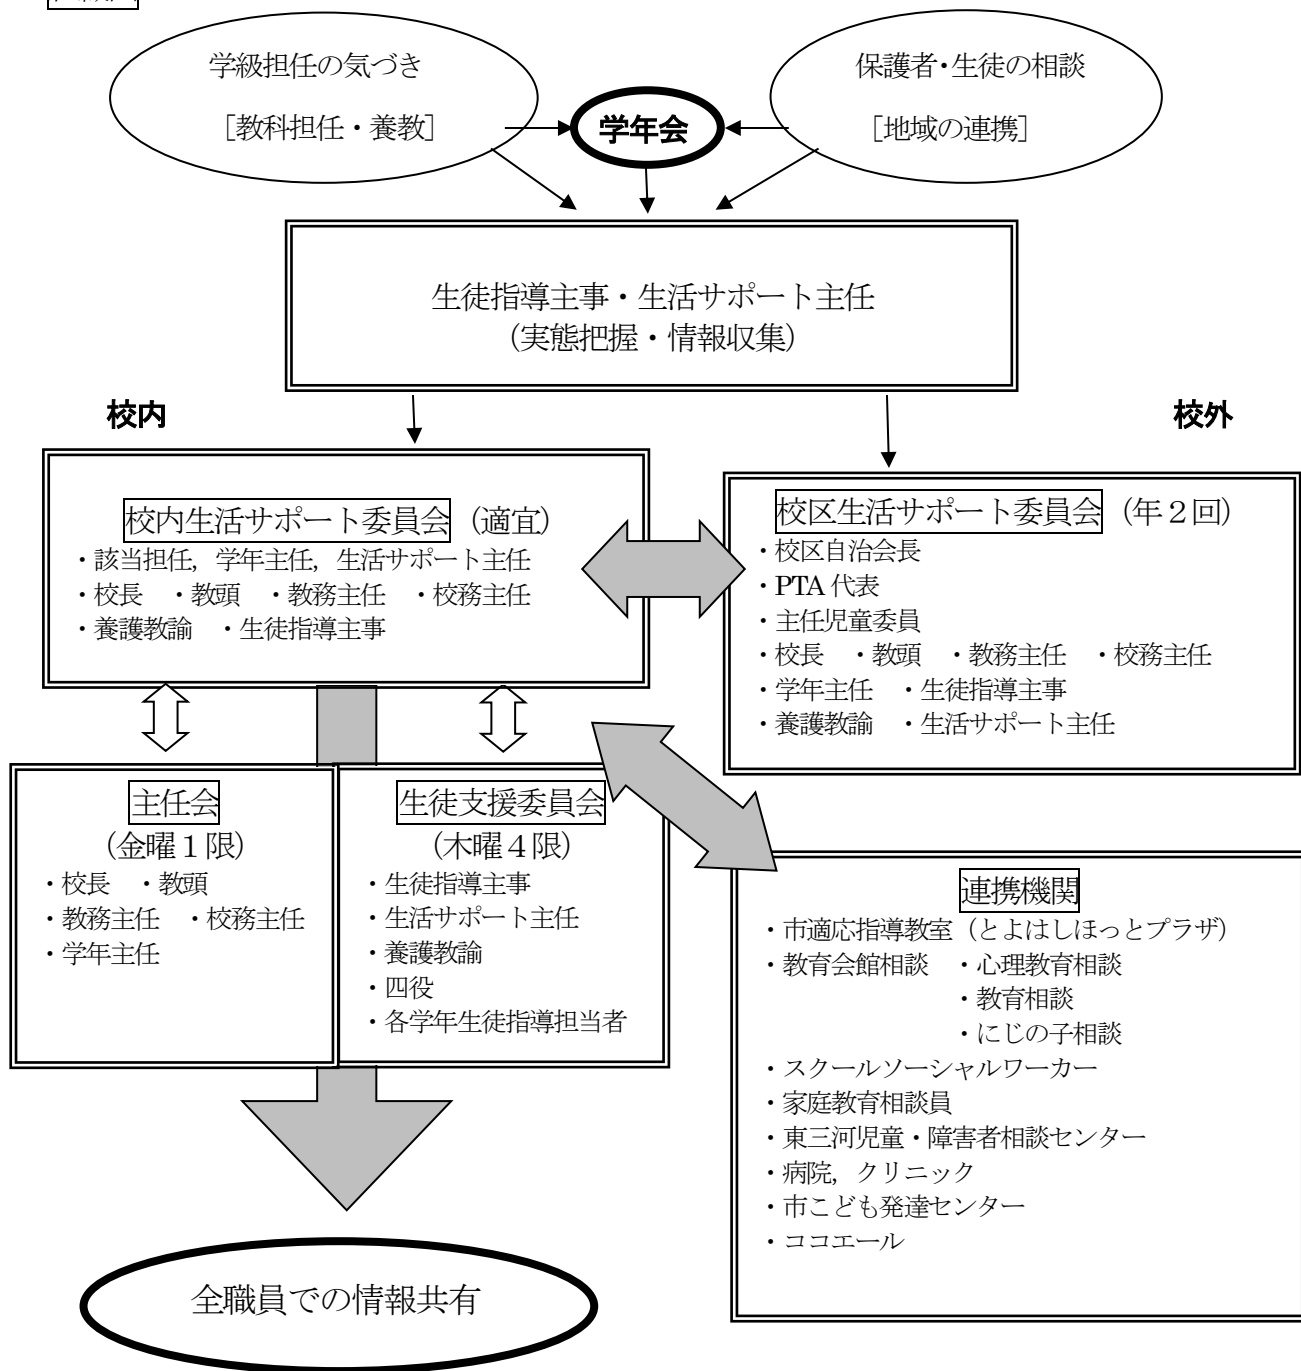 学級担任の気づき
[教科担任・養教]
学年会
保護者・生徒の相談
[地域の連携]
生徒指導主事・生活サポート主任
(実態把握・情報収集)
校内
校外
校内生活サポート委員会 (適宜)
・該当担任, 学年主任, 生活サポート主任
・校長 ・教頭 ・教務主任 ・校務主任
・養護教諭 ・生徒指導主事
校区生活サポート委員会 (年2回)
・校区自治会長
・PTA 代表
・主任児童委員
・校長 ・教頭 ・教務主任 ・校務主任
・学年主任 ・生徒指導主事
・養護教諭 ・生活サポート主任
主任会
(金曜1限)
・校長 ・教頭
・教務主任 ・校務主任
・学年主任
生徒支援委員会
(木曜4限)
・生徒指導主事
・生活サポート主任
・養護教諭
・四役
・各学年生徒指導担当者
連携機関
・市適応指導教室 (とよはしほっとプラザ)
・教育会館相談 ・心理教育相談
・教育相談
・にじの子相談
・スクールソーシャルワーカー
・家庭教育相談員
・東三河児童・障害者相談センター
・病院, クリニック
・市こども発達センター
・ココエール
全職員での情報共有